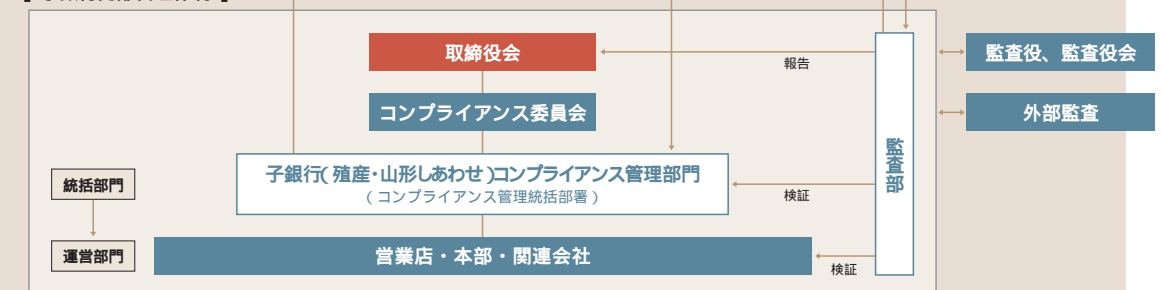 取締役会
報告
監査役、監査役会
コンプライアンス委員会
外部監査
監査部
子銀行(殖産・山形しあわせ)コンプライアンス管理部門
(コンプライアンス管理統括部署)
検証
統括部門
運営部門
営業店・本部・関連会社
検証